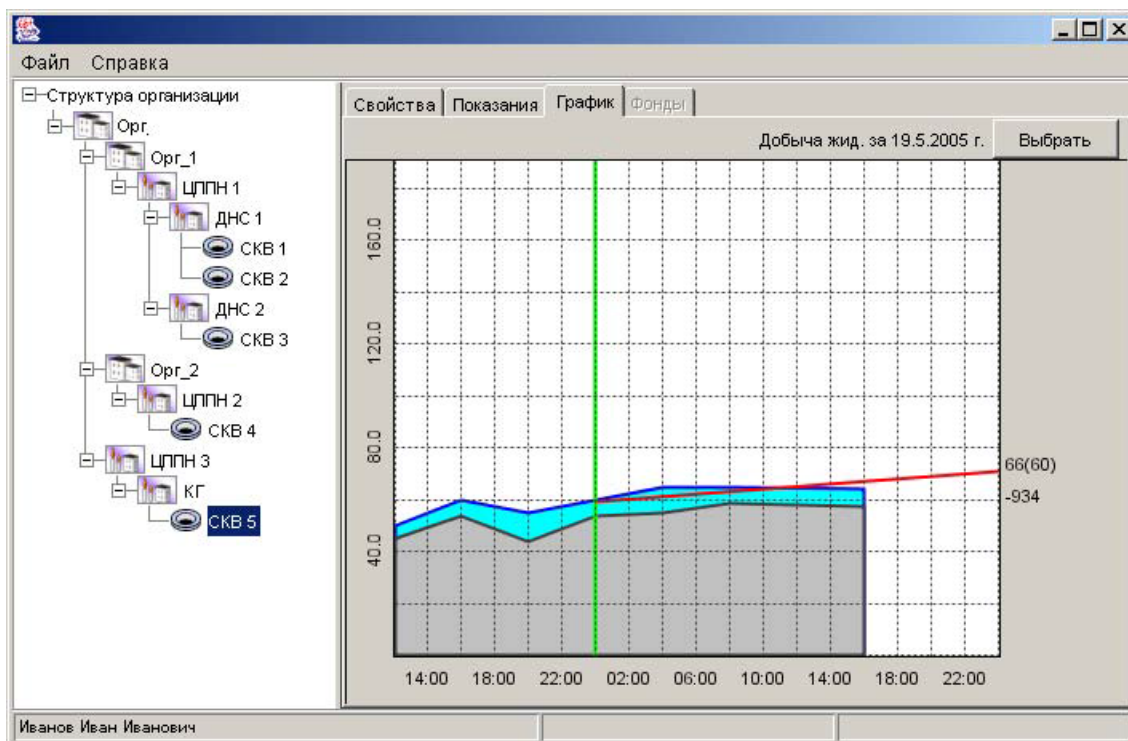 Файл Справка
Структура организации
Орг.
Орг_1
ЦППН 1
ДНС 1
СКВ 1
СКВ 2
ДНС 2
СКВ 3
Орг_2
ЦППН 2
СКВ 4
ЦППН 3
КГ
СКВ 5
Свойства Показания График Фонды
Добыча жид. за 19.5.2005 г. Выбрать
160.0
120.0
80.0
40.0
66(60)
-934
14:00 18:00 22:00 02:00 06:00 10:00 14:00 18:00 22:00
Иванов Иван Иванович